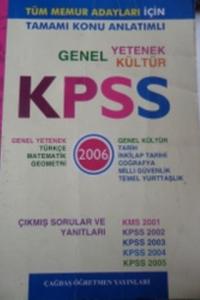 TÜM MEMUR ADAYLARI İÇİN
TAMAMI KONU ANLATIMLI
GENEL YETENEK
KÜLTÜR
KPSS
GENEL YETENEK
TÜRKÇE
MATEMATİK
GEOMETRİ
2006
GENEL KÜLTÜR
TARİH
İNKİLAP TARİHİ
COĞRAFYA
MİLLİ GÜVENLİK
TEMEL YURTTAŞLIK
ÇIKMIŞ SORULAR VE
YANITLARI
KMS 2001
KPSS 2002
KPSS 2003
KPSS 2004
KPSS 2005
ÇAĞDAŞ ÖĞRETMEN YAYINLARI